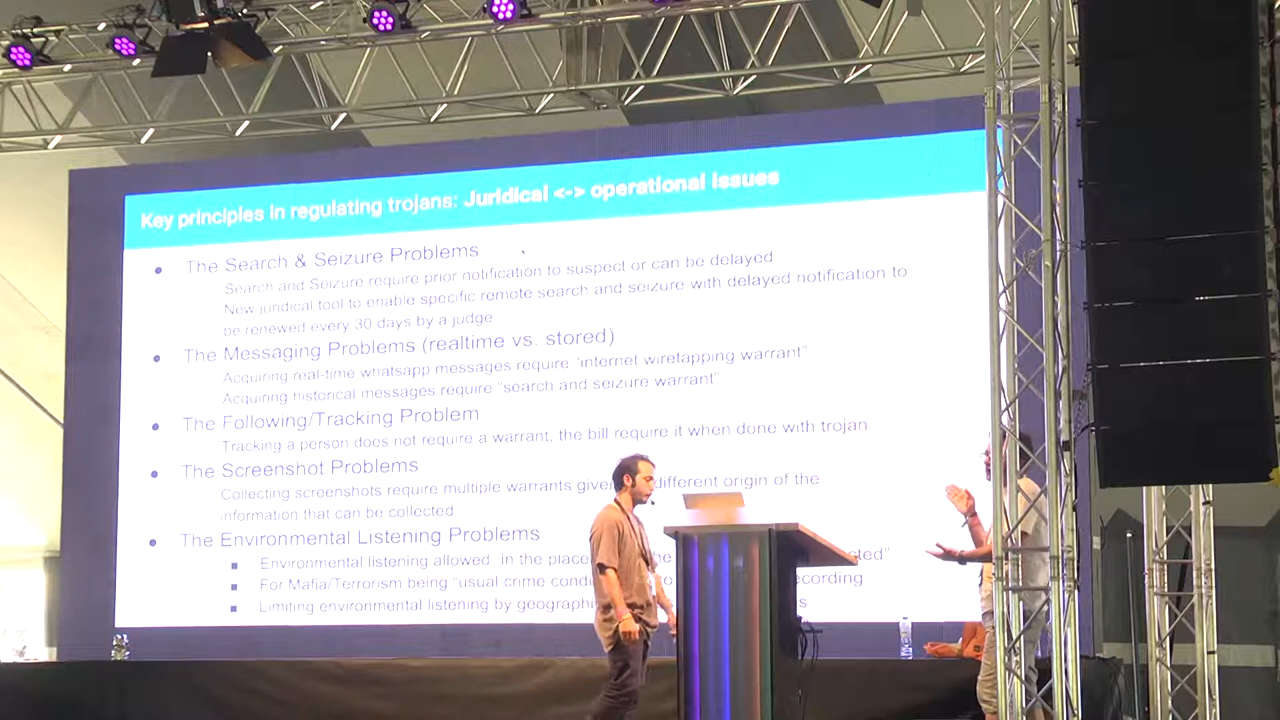 Key principles in regulating trojans: Juridical <-> operational issues
• The Search & Seizure Problems
Search and Seizure require prior notification to suspect or can be delayed
New juridical tool to enable specific remote search and seizure with delayed notification to
be renewed every 30 days by a judge
• The Messaging Problems (realtime vs. stored)
Acquiring real-time whatsapp messages require "internet wiretapping warrant"
Acquiring historical messages require "search and seizure warrant"
• The Following/Tracking Problem
Tracking a person does not require a warrant, the bill require it when done with trojan
• The Screenshot Problems
Collecting screenshots require multiple warrants given different origin of the
information that can be collected
• The Environmental Listening Problems
▪ Environmental listening allowed in the place
▪ For Mafia/Terrorism being "usual crime
▪ Limiting environmental listening by